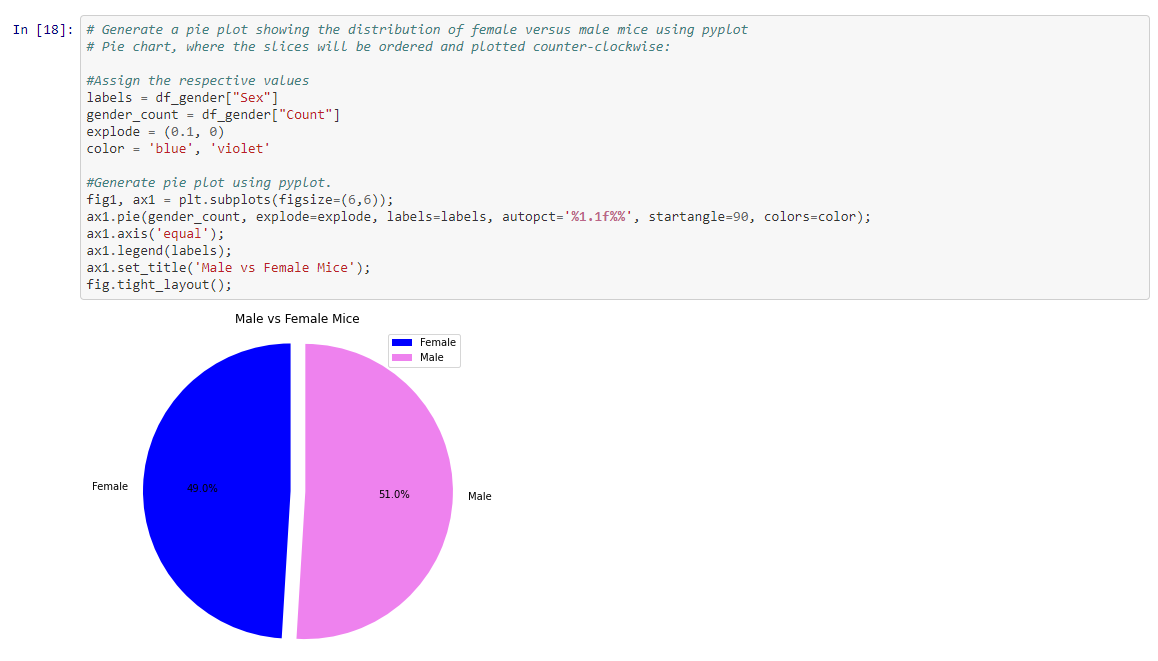 In [18]:
# Generate a pie plot showing the distribution of female versus male mice using pyplot
# Pie chart, where the slices will be ordered and plotted counter-clockwise:
#Assign the respective values
labels = df_gender["Sex"]
gender_count = df_gender["Count"]
explode = (0.1, 0)
color = 'blue', 'violet'
#Generate pie plot using pyplot.
fig1, ax1 = plt.subplots(figsize=(6,6));
ax1.pie(gender_count, explode=explode, labels=labels, autopct='%1.1f%%', startangle=90, colors=color);
ax1.axis('equal');
ax1.legend(labels);
ax1.set_title('Male vs Female Mice');
fig.tight_layout();
Male vs Female Mice
Female
Male
Female
49.0%
51.0%
Male